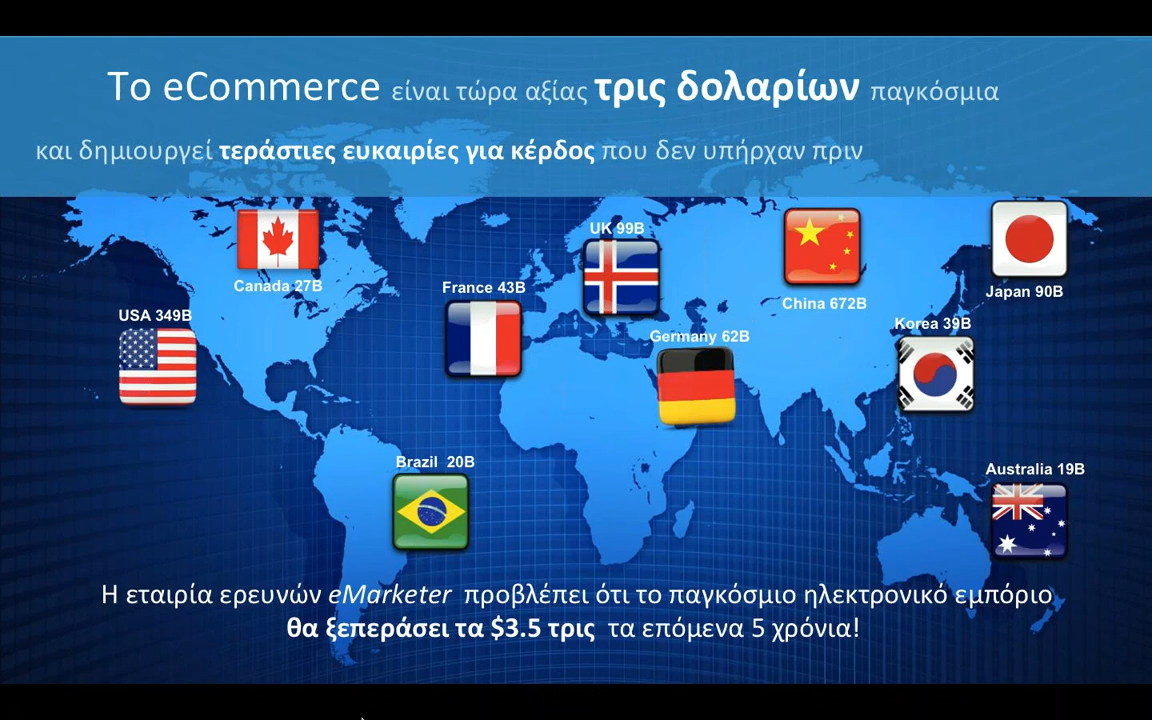 Το eCommerce είναι τώρα αξίας τρις δολαρίων παγκόσμια
και δημιουργεί τεράστιες ευκαιρίες για κέρδος που δεν υπήρχαν πριν
UK 99B
Canada 27B
France 43B
China 672B
Japan 90B
USA 349B
Korea 39B
Germany 62B
Brazil 20B
Australia 19B
Η εταιρία ερευνών eMarketer προβλέπει ότι το παγκόσμιο ηλεκτρονικό εμπόριο
θα ξεπεράσει τα $3.5 τρις τα επόμενα 5 χρόνια!